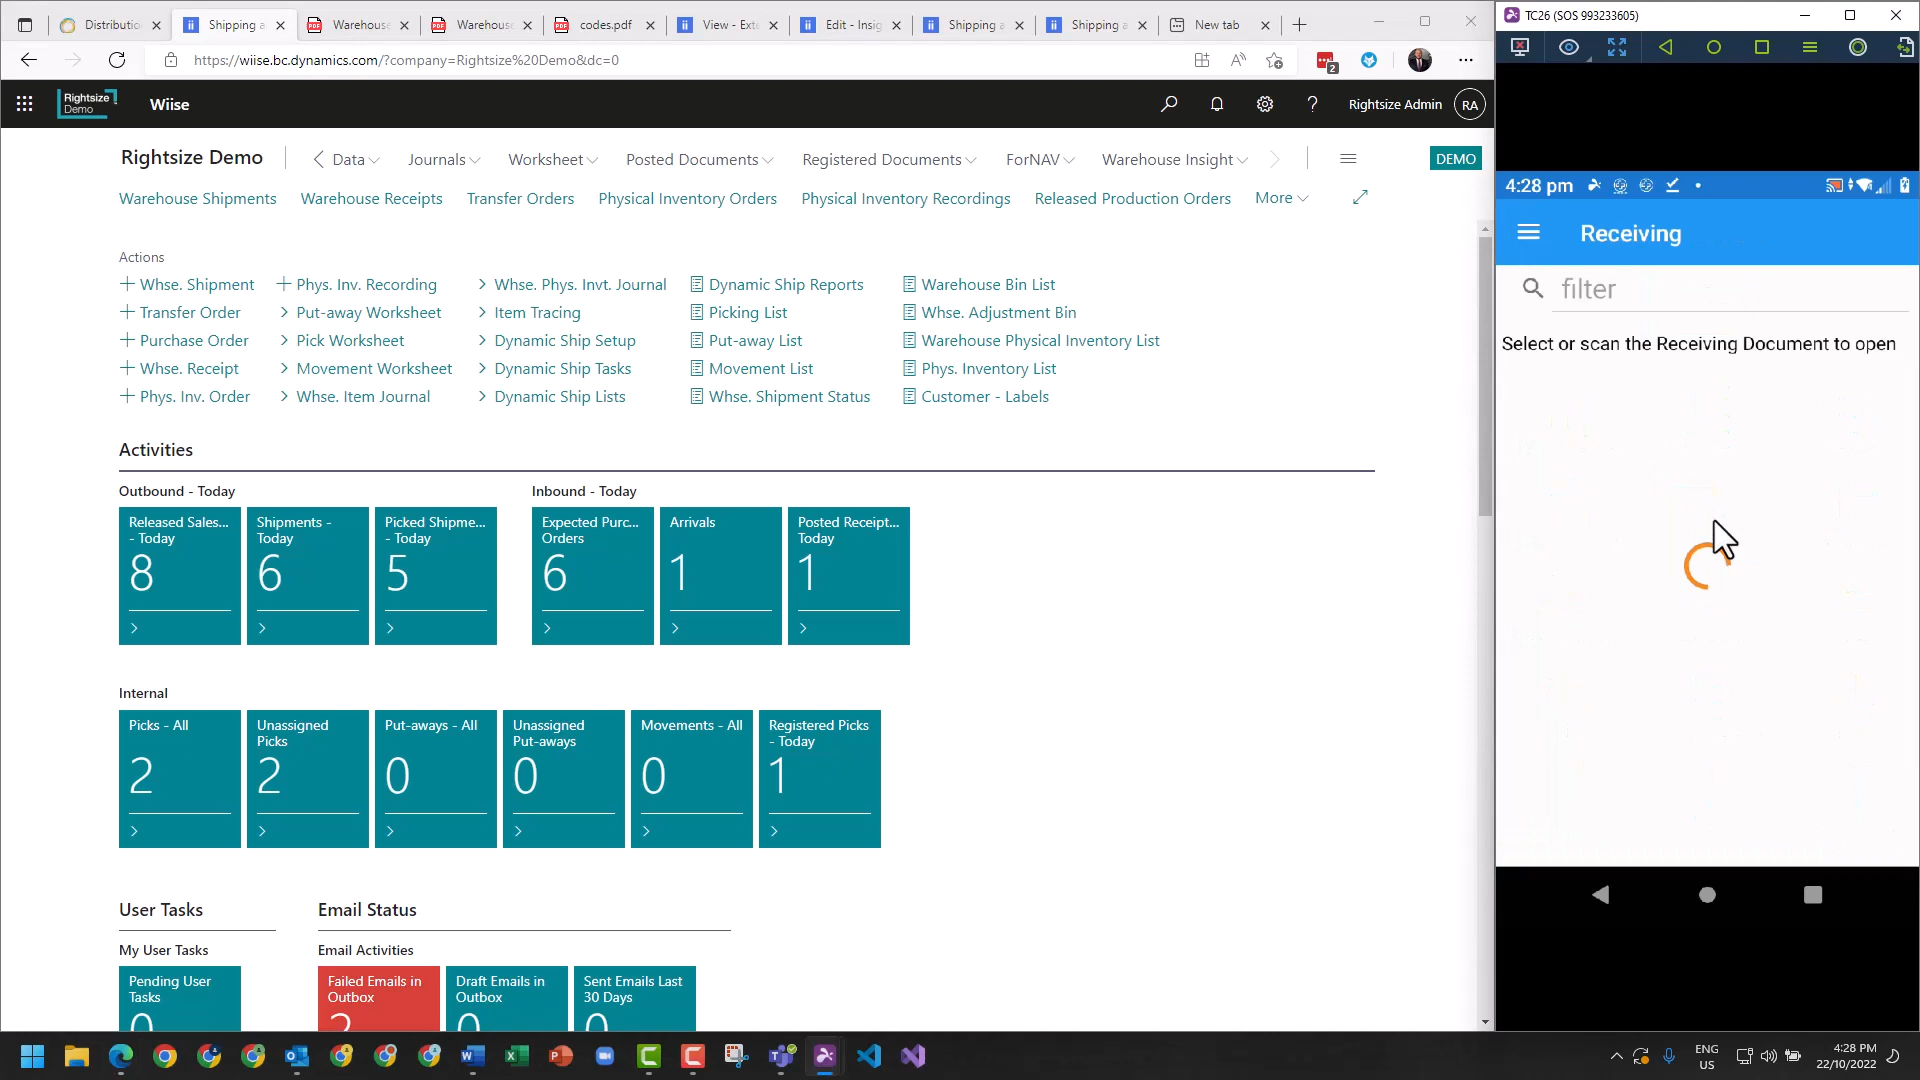 Distributio
Shipping a
Warehouse
Warehouse
codes.pdf
View - Exte
Edit - Insig
Shipping a
Shipping a
New tab
https://wiise.bc.dynamics.com/?company=Rightsize%20Demo&dc=0
2
Rightsize
Demo
Wiise
Rightsize Admin
RA
Rightsize Demo
Data
Journals
Worksheet
Posted Documents
Registered Documents
ForNAV
Warehouse Insight
DEMO
Warehouse Shipments
Warehouse Receipts
Transfer Orders
Physical Inventory Orders
Physical Inventory Recordings
Released Production Orders
More
Actions
Whse. Shipment
Transfer Order
Purchase Order
Whse. Receipt
Phys. Inv. Order
Phys. Inv. Recording
Put-away Worksheet
Pick Worksheet
Movement Worksheet
Whse. Item Journal
Whse. Phys. Invt. Journal
Item Tracing
Dynamic Ship Setup
Dynamic Ship Tasks
Dynamic Ship Lists
Dynamic Ship Reports
Picking List
Put-away List
Movement List
Whse. Shipment Status
Warehouse Bin List
Whse. Adjustment Bin
Warehouse Physical Inventory List
Phys. Inventory List
Customer - Labels
Activities
Outbound - Today
Released Sales...
- Today
8
Shipments -
Today
6
Picked Shipme...
- Today
5
Inbound - Today
Expected Purc...
Orders
6
Arrivals
1
Posted Receipt...
Today
1
Internal
Picks - All
2
Unassigned
Picks
2
Put-aways - All
0
Unassigned
Put-aways
0
Movements - All
0
Registered Picks
- Today
1
User Tasks
My User Tasks
Pending User
Tasks
0
Email Status
Email Activities
Failed Emails in
Outbox
2
Draft Emails in
Outbox
0
Sent Emails Last
30 Days
0
TC26 (SOS 993233605)
4:28 pm
Receiving
filter
Select or scan the Receiving Document to open
ENG
US
4:28 PM
22/10/2022